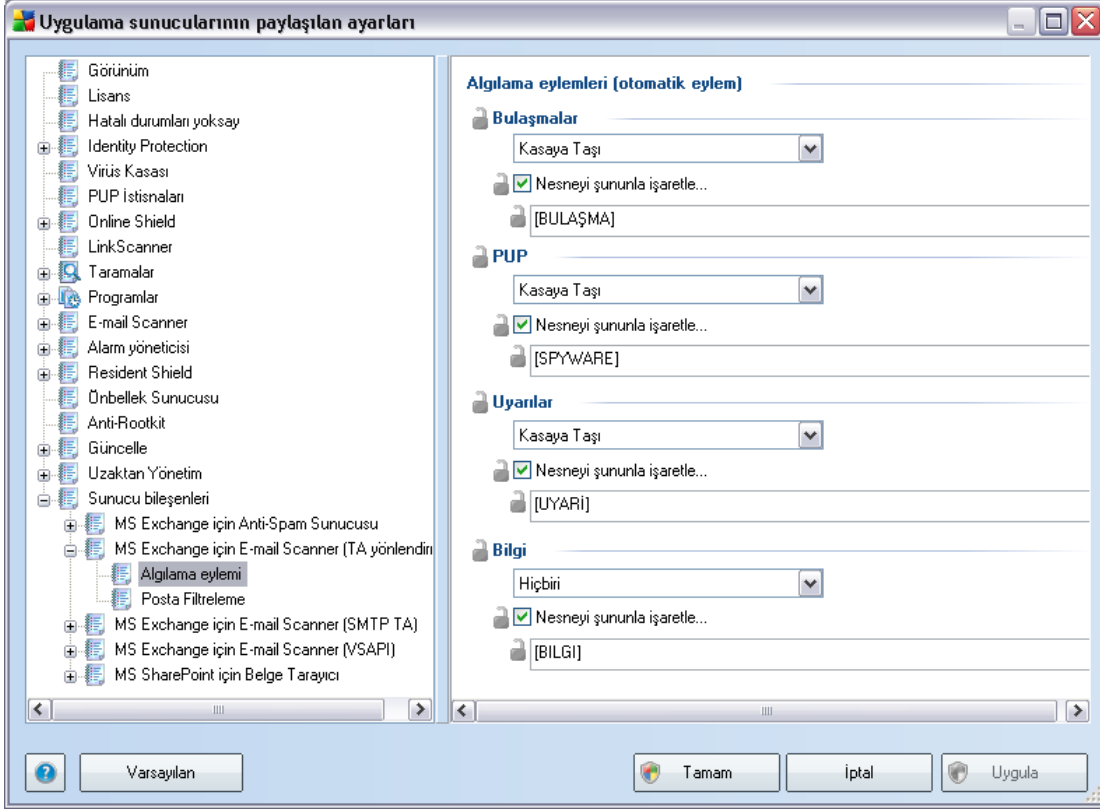 Uygulama sunucularının paylaşılan ayarları
Görünüm
Lisans
Hatalı durumları yoksay
Identity Protection
Virüs Kasası
PUP İstisnaları
Online Shield
LinkScanner
Taramalar
Programlar
E-mail Scanner
Alarm yöneticisi
Resident Shield
Önbellek Sunucusu
Anti-Rootkit
Güncelle
Uzaktan Yönetim
Sunucu bileşenleri
MS Exchange için Anti-Spam Sunucusu
MS Exchange için E-mail Scanner (TA yönlendirı
Algılama eylemi
Posta Filtreleme
MS Exchange için E-mail Scanner (SMTP TA)
MS Exchange için E-mail Scanner (VSAPI)
MS SharePoint için Belge Tarayıcı
Algılama eylemleri (otomatik eylem)
Bulaşmalar
Kasaya Taşı
Nesneyi şununla işaretle...
[BULAŞMA]
PUP
Kasaya Taşı
Nesneyi şununla işaretle...
[SPYWARE]
Uyarılar
Kasaya Taşı
Nesneyi şununla işaretle...
[UYARİ]
Bilgi
Hiçbiri
Nesneyi şununla işaretle...
[BILGI]
Varsayılan
Tamam
İptal
Uygula